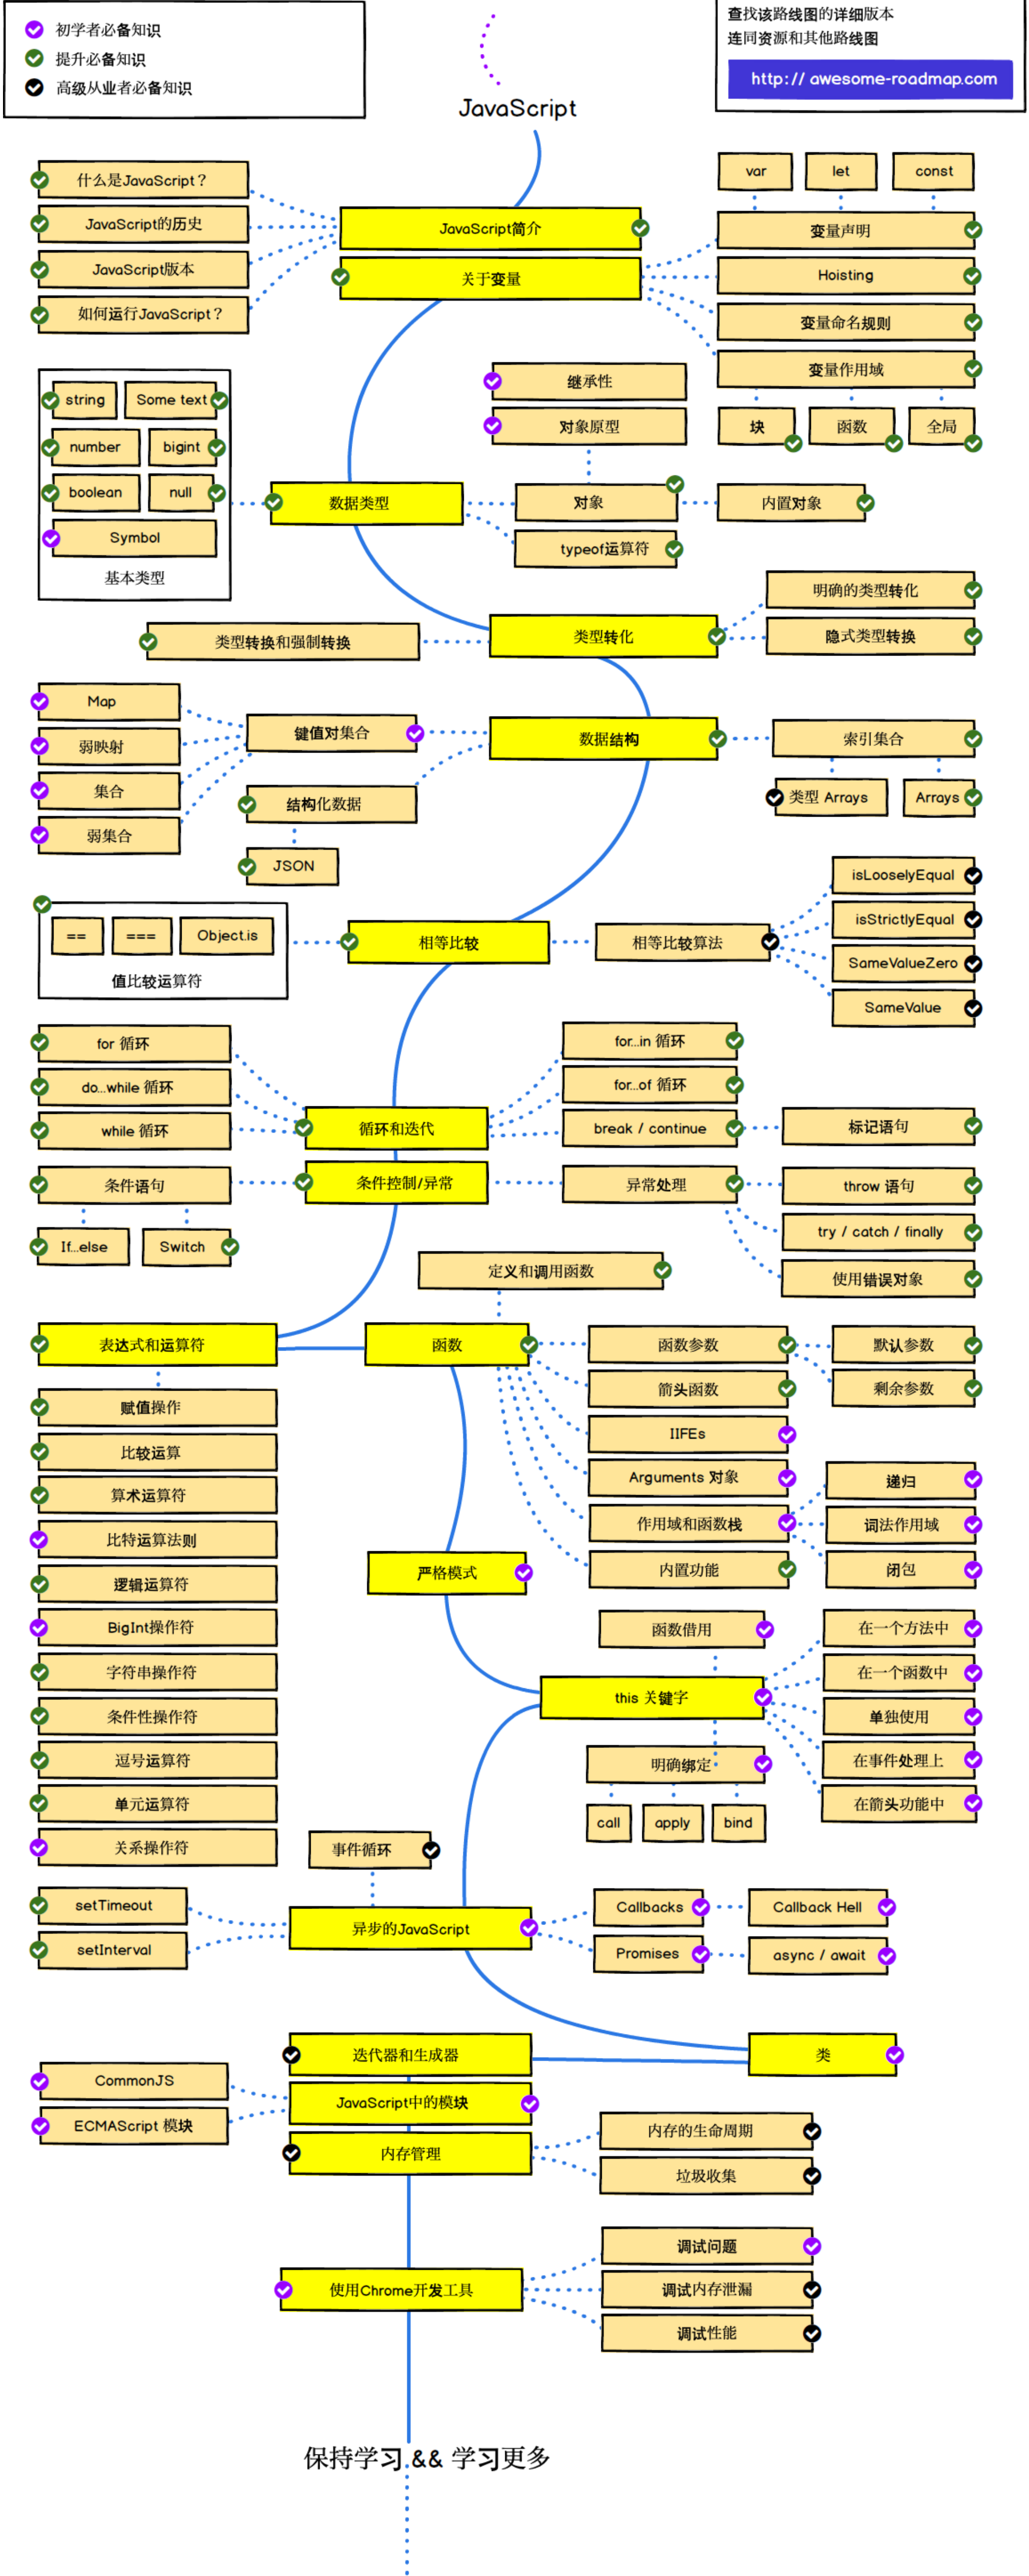 初学者必备知识
提升必备知识
高级从业者必备知识
查找该路线图的详细版本
连同资源和其他路线图
http:// awesome-roadmap.com
JavaScript
什么是JavaScript？
JavaScript的历史
JavaScript版本
如何运行JavaScript？
JavaScript简介
关于变量
var
let
const
变量声明
Hoisting
变量命名规则
变量作用域
块
函数
全局
string
Some text
number
bigint
boolean
null
Symbol
基本类型
数据类型
继承性
对象原型
对象
typeof运算符
内置对象
类型转换和强制转换
类型转化
明确的类型转化
隐式类型转换
Map
弱映射
集合
弱集合
键值对集合
结构化数据
JSON
数据结构
索引集合
类型 Arrays
Arrays
==
===
Object.is
值比较运算符
相等比较
相等比较算法
isLooselyEqual
isStrictlyEqual
SameValueZero
SameValue
for 循环
do...while 循环
while 循环
循环和迭代
for...in 循环
for...of 循环
break / continue
标记语句
条件语句
If...else
Switch
条件控制/异常
异常处理
throw 语句
try / catch / finally
使用错误对象
定义和调用函数
表达式和运算符
函数
函数参数
默认参数
剩余参数
箭头函数
IIFEs
Arguments 对象
作用域和函数栈
递归
词法作用域
闭包
内置功能
赋值操作
比较运算
算术运算符
比特运算法则
逻辑运算符
BigInt操作符
字符串操作符
条件性操作符
逗号运算符
单元运算符
关系操作符
严格模式
函数借用
this 关键字
在一个方法中
在一个函数中
单独使用
在事件处理上
在箭头功能中
明确绑定
call
apply
bind
事件循环
setTimeout
setInterval
异步的JavaScript
Callbacks
Callback Hell
Promises
async / await
迭代器和生成器
类
CommonJS
ECMAScript 模块
JavaScript中的模块
内存管理
内存的生命周期
垃圾收集
使用Chrome开发工具
调试问题
调试内存泄漏
调试性能
保持学习 && 学习更多